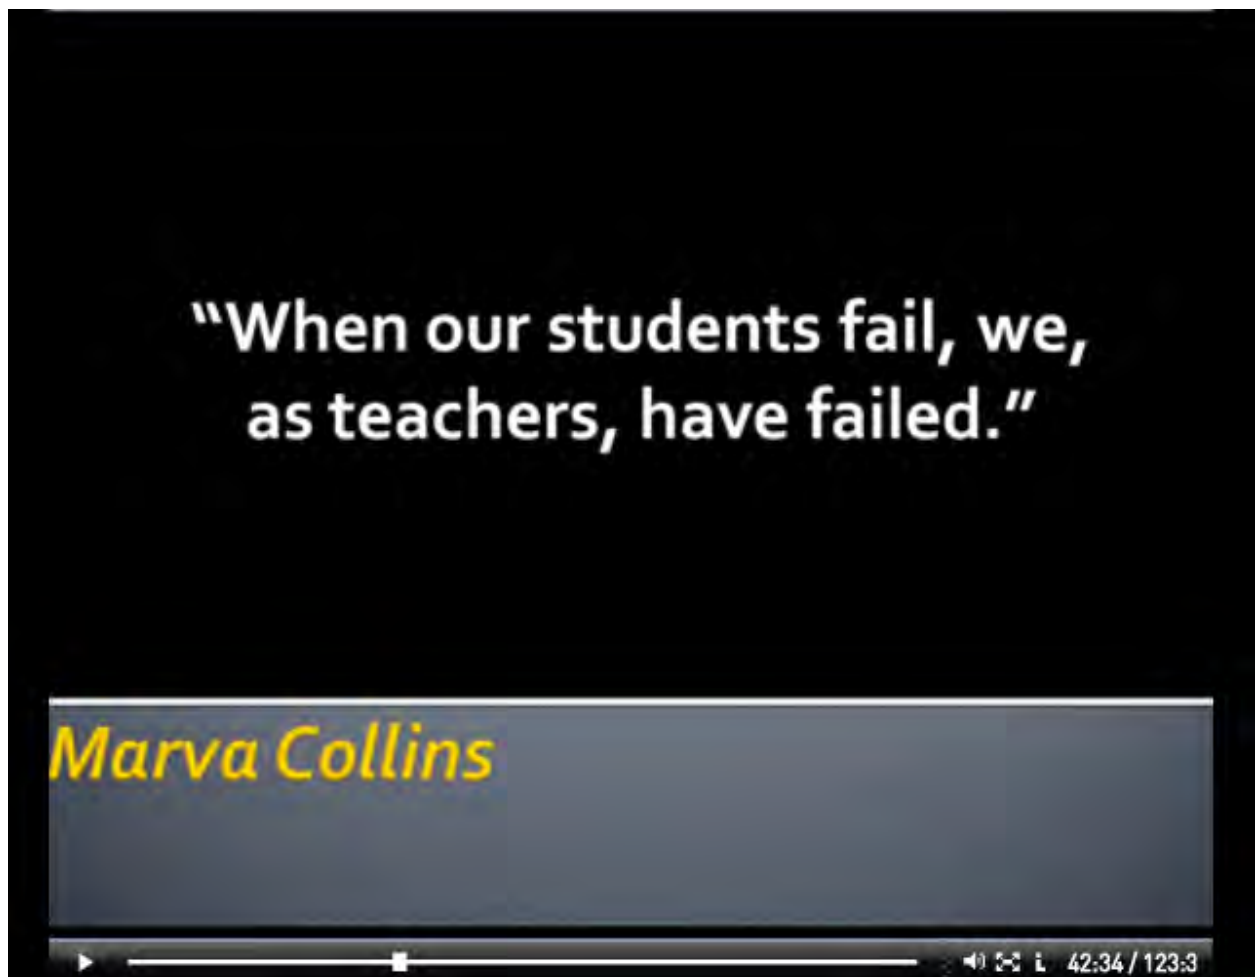 “When our students fail, we,
as teachers, have failed.”
Marva Collins
42:34 / 123:3